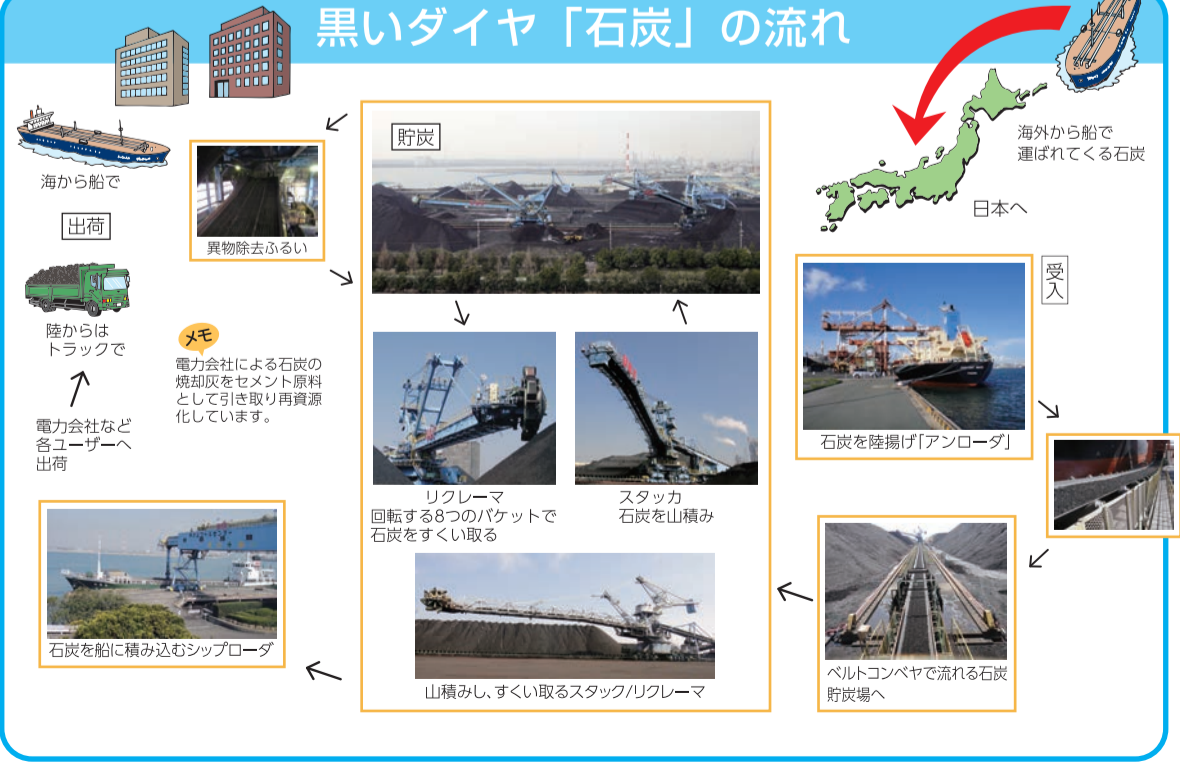 黒いダイヤ「石炭」の流れ
海外から船で
運ばれてくる石炭
日本へ
受入
石炭を陸揚げ「アンローダ」
ベルトコンベヤで流れる石炭
貯炭場へ
貯炭
リクレーマ
回転する8つのバケットで
石炭をすくい取る
スタッカ
石炭を山積み
山積みし、すくい取るスタック/リクレーマ
異物除去ふるい
石炭を船に積み込むシップローダ
海から船で
出荷
陸からは
トラックで
電力会社など
各ユーザーへ
出荷
メモ
電力会社による石炭の
焼却灰をセメント原料
として引き取り再資源
化しています。